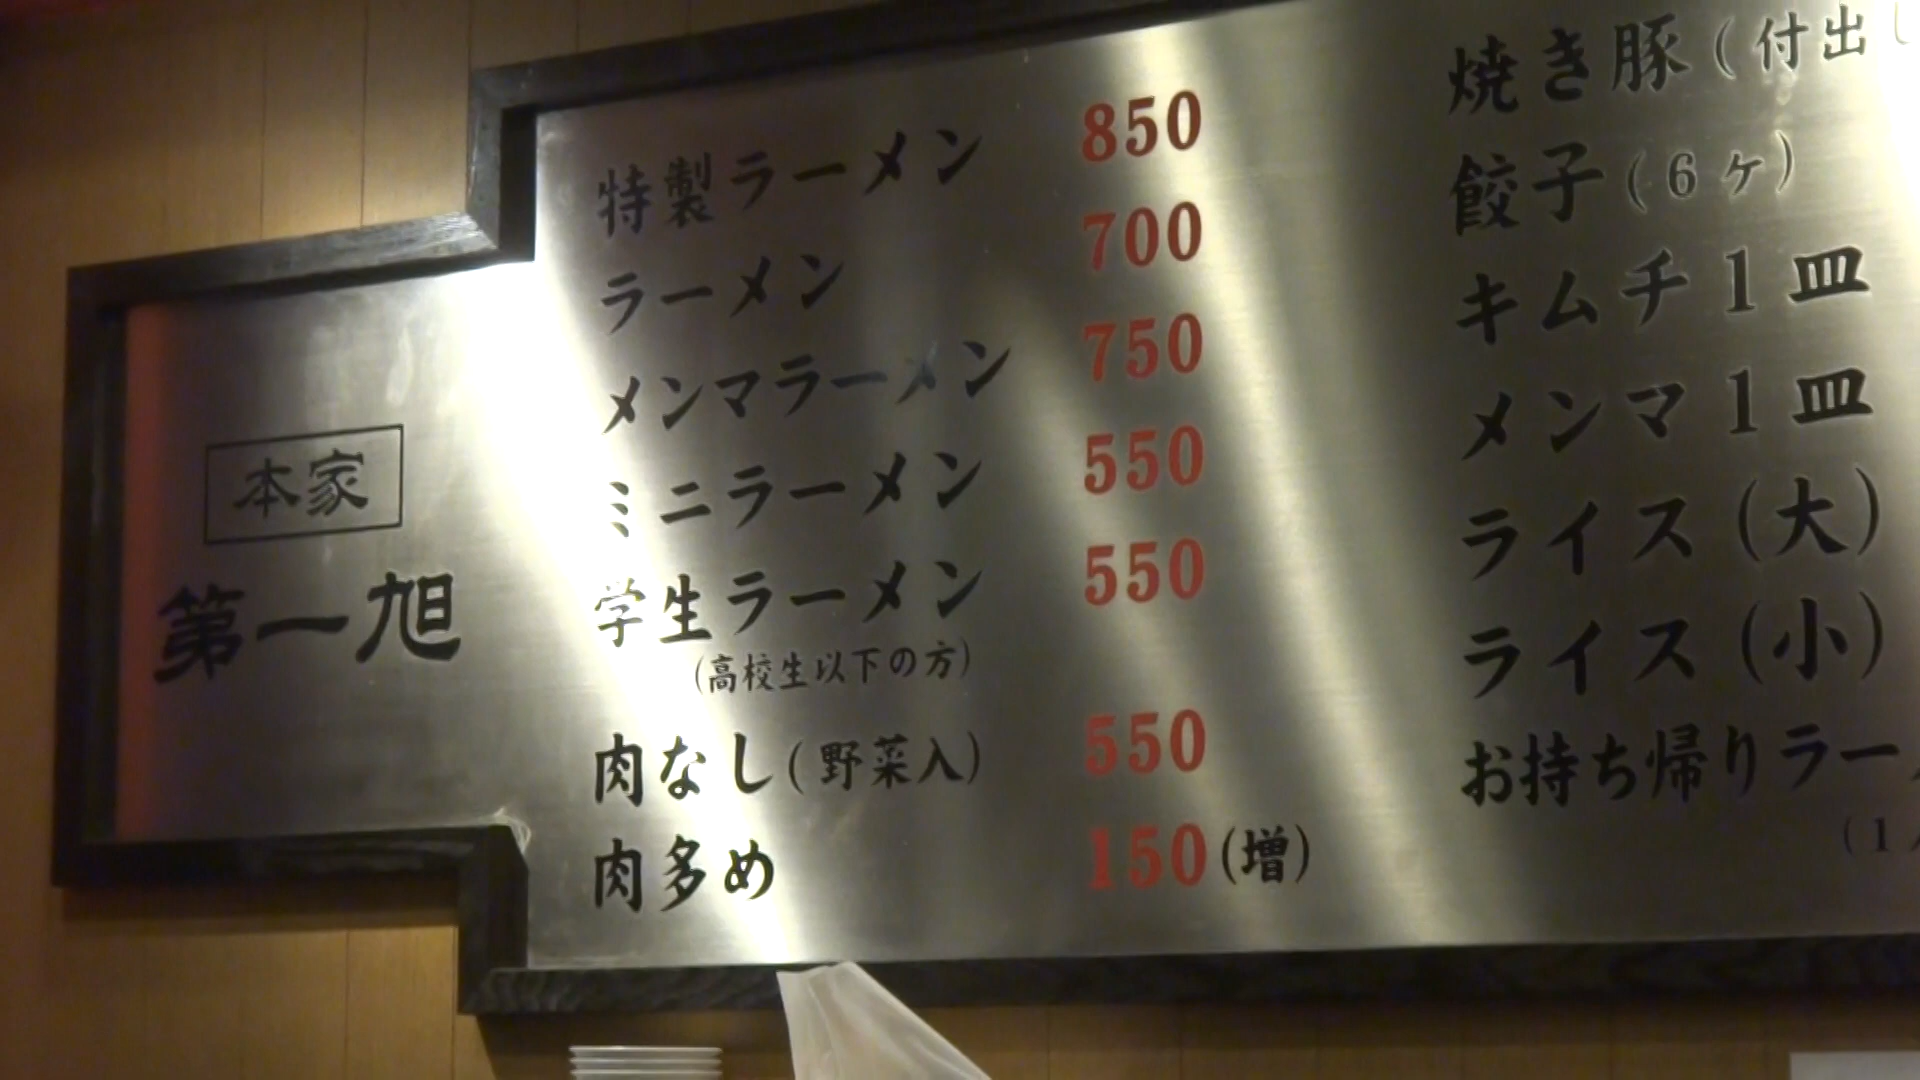 本家
第一旭
特製ラーメン 850
ラーメン 700
メンマラーメン 750
ミニラーメン 550
学生ラーメン 550
(高校生以下の方)
肉なし(野菜入) 550
肉多め 150(増)
焼き豚(付出し
餃子(6ヶ)
キムチ1皿
メンマ1皿
ライス(大)
ライス(小)
お持ち帰りラー
(1